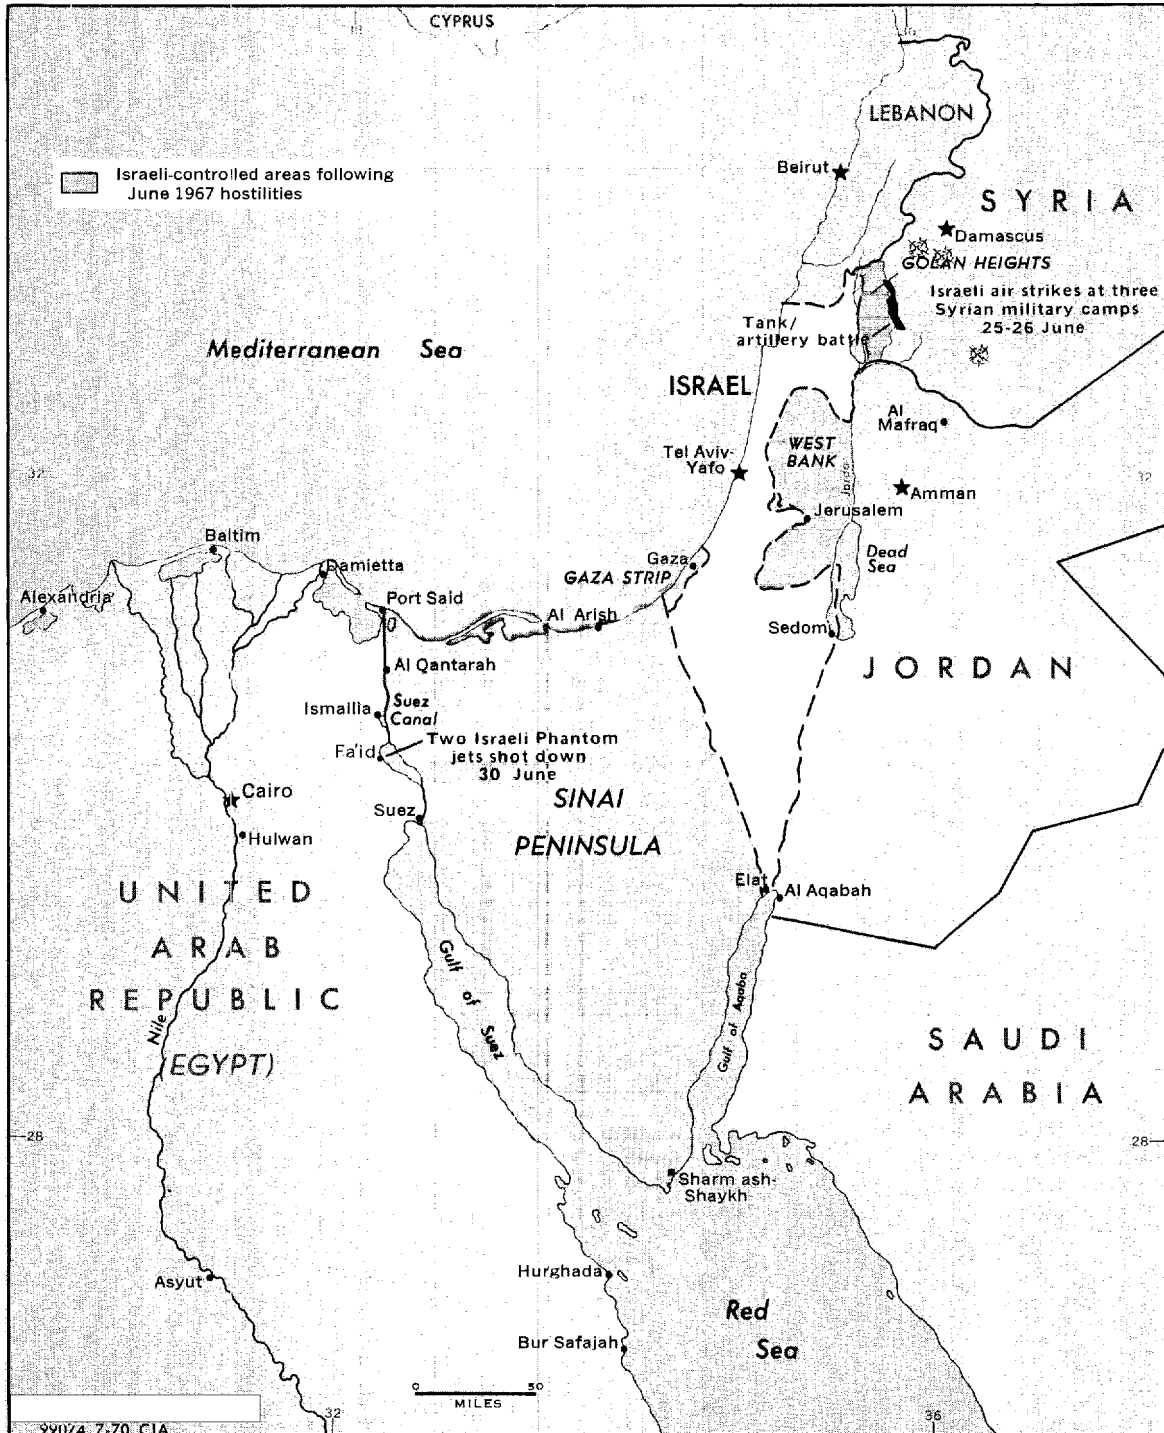 CYPRUS
LEBANON
Israeli-controlled areas following
June 1967 hostilities
Beirut
SYRIA
Damascus
GOLAN HEIGHTS
Israeli air strikes at three
Syrian military camps
25-26 June
Tank/
artillery battle
Mediterranean Sea
ISRAEL
Al
Mafraq
WEST
BANK
Tel Aviv-
Yafo
32
32
Amman
Jordan
Jerusalem
Baltim
Dead
Sea
Gaza
GAZA STRIP
Damietta
Alexandria
Port Said
Al Arish
Sedom
Al Qantarah
JORDAN
Suez
Canal
Ismailia
Two Israeli Phantom
jets shot down
30 June
Fa'id
Cairo
SINAI
PENINSULA
Suez
Hulwan
Elat
Al Aqabah
UNITED
ARAB
REPUBLIC
(EGYPT)
Nile
Gulf of Suez
Gulf of Aqaba
SAUDI
ARABIA
28
28
Sharm ash-
Shaykh
Asyut
Hurghada
Red
Sea
Bur Safajah
0 50
MILES
32
36
99074 7-70 CIA